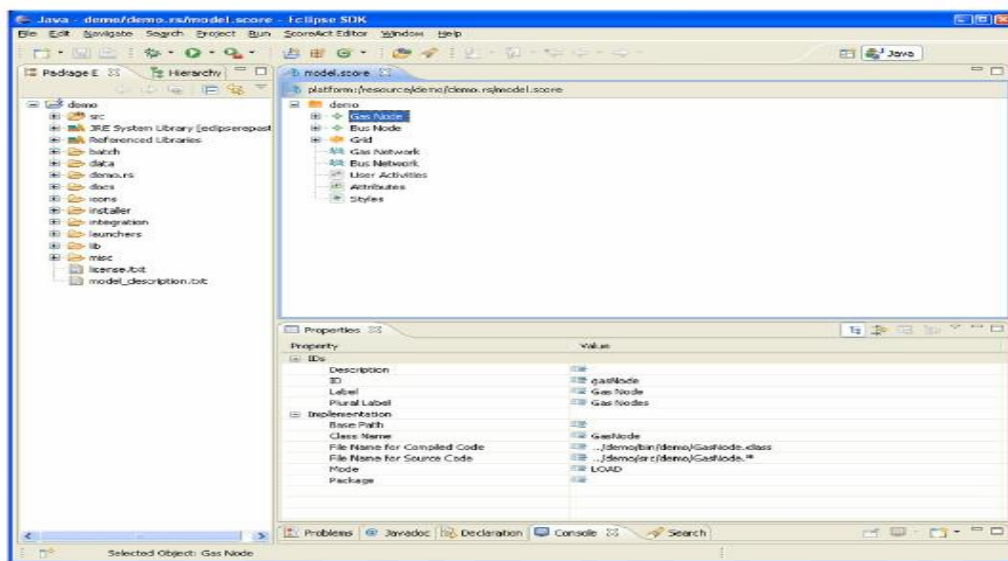 Java - demo/demo.rs/model.score - Eclipse SDK
File Edit Navigate Search Project Run ScoreAct Editor Window Help
Java
Package E
Hierarchy
demo
src
JRE System Library [eclipserepast
Referenced Libraries
batch
data
demo.rs
docs
icons
installer
integration
launchers
lib
misc
license.txt
model_description.txt
model.score
platform:/resource/demo/demo.rs/model.score
demo
Gas Node
Bus Node
Grid
Gas Network
Bus Network
User Activities
Attributes
Styles
Properties
Property Value
IDs
Description
ID gasNode
Label Gas Node
Plural Label Gas Nodes
Implementation
Base Path
Class Name GasNode
File Name for Compiled Code ../demo/bin/demo/GasNode.class
File Name for Source Code ../demo/src/demo/GasNode.*
Mode LOAD
Package
Problems @ Javadoc Declaration Console Search
Selected Object: Gas Node